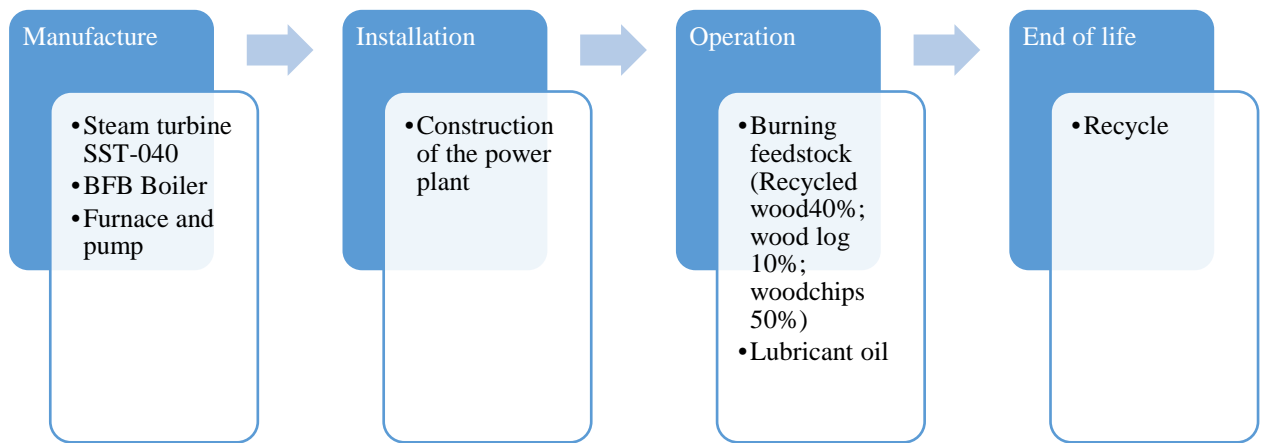 Manufacture
•Steam turbine
SST-040
•BFB Boiler
•Furnace and
pump
Installation
•Construction
of the power
plant
Operation
•Burning
feedstock
(Recycled
wood40%;
wood log
10%;
woodchips
50%)
•Lubricant oil
End of life
•Recycle